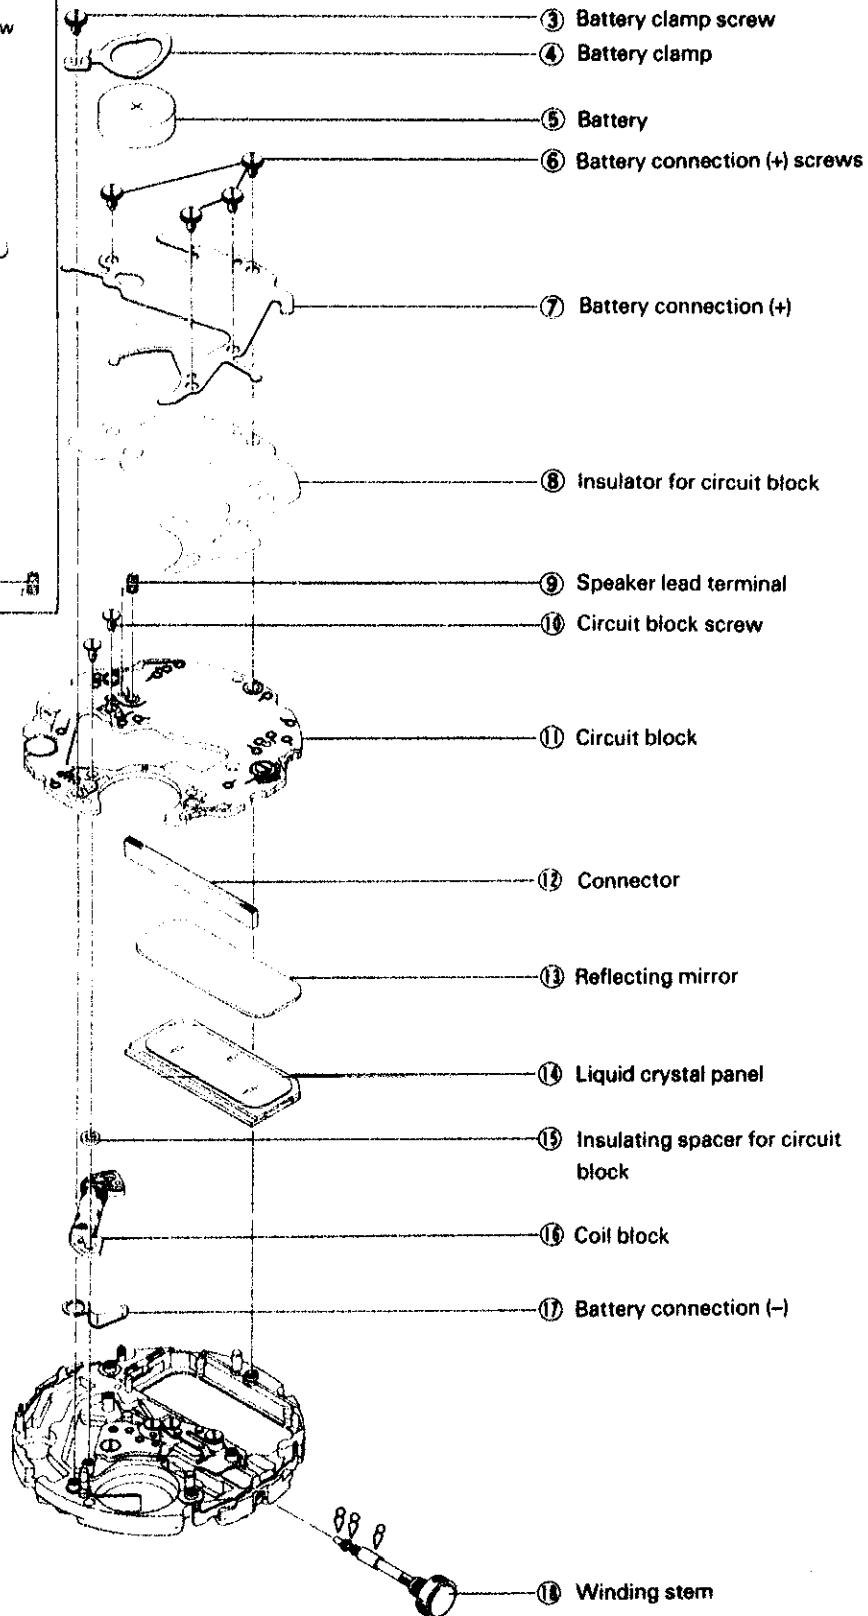 w
③ Battery clamp screw
④ Battery clamp
⑤ Battery
⑥ Battery connection (+) screws
⑦ Battery connection (+)
⑧ Insulator for circuit block
⑨ Speaker lead terminal
⑩ Circuit block screw
⑪ Circuit block
⑫ Connector
⑬ Reflecting mirror
⑭ Liquid crystal panel
⑮ Insulating spacer for circuit
block
⑯ Coil block
⑰ Battery connection (–)
⑱ Winding stem